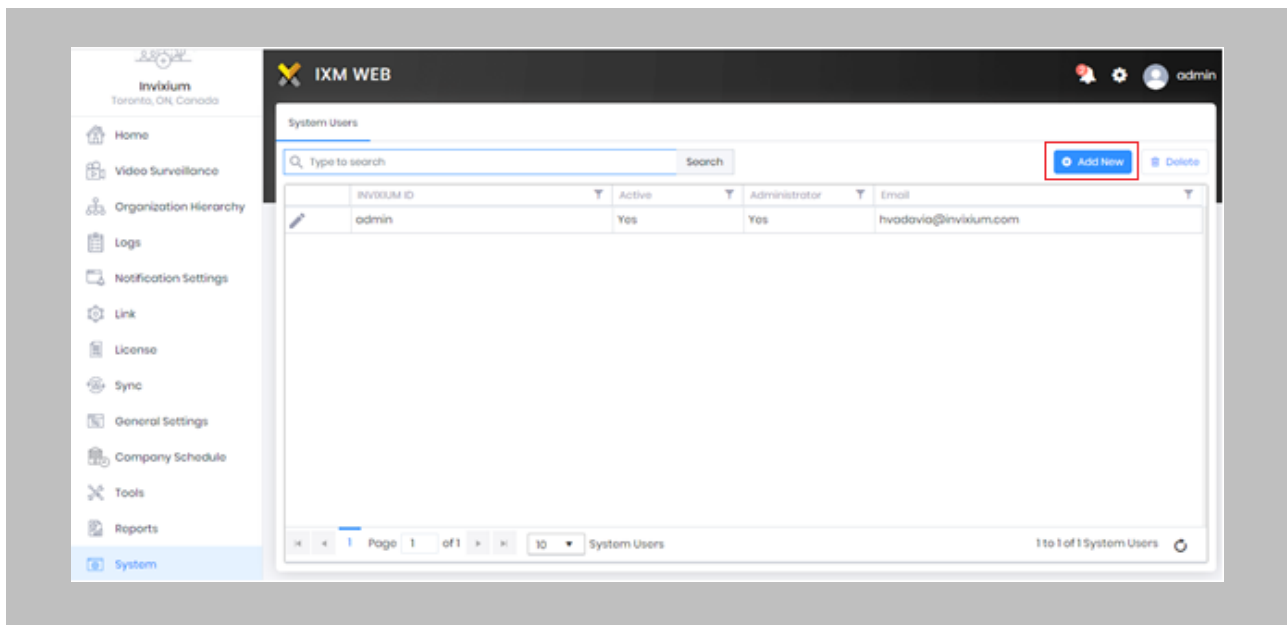 Invixium
Toronto, ON, Canada
Home
Video Surveillance
Organization Hierarchy
Logs
Notification Settings
Link
License
Sync
General Settings
Company Schedule
Tools
Reports
System
IXM WEB
admin
System Users
Type to search Search Add New Delete
INVIXIUM ID Active Administrator Email
admin Yes Yes hvadavia@invixium.com
1 Page 1 of 1 10 System Users 1 to 1 of 1 System Users